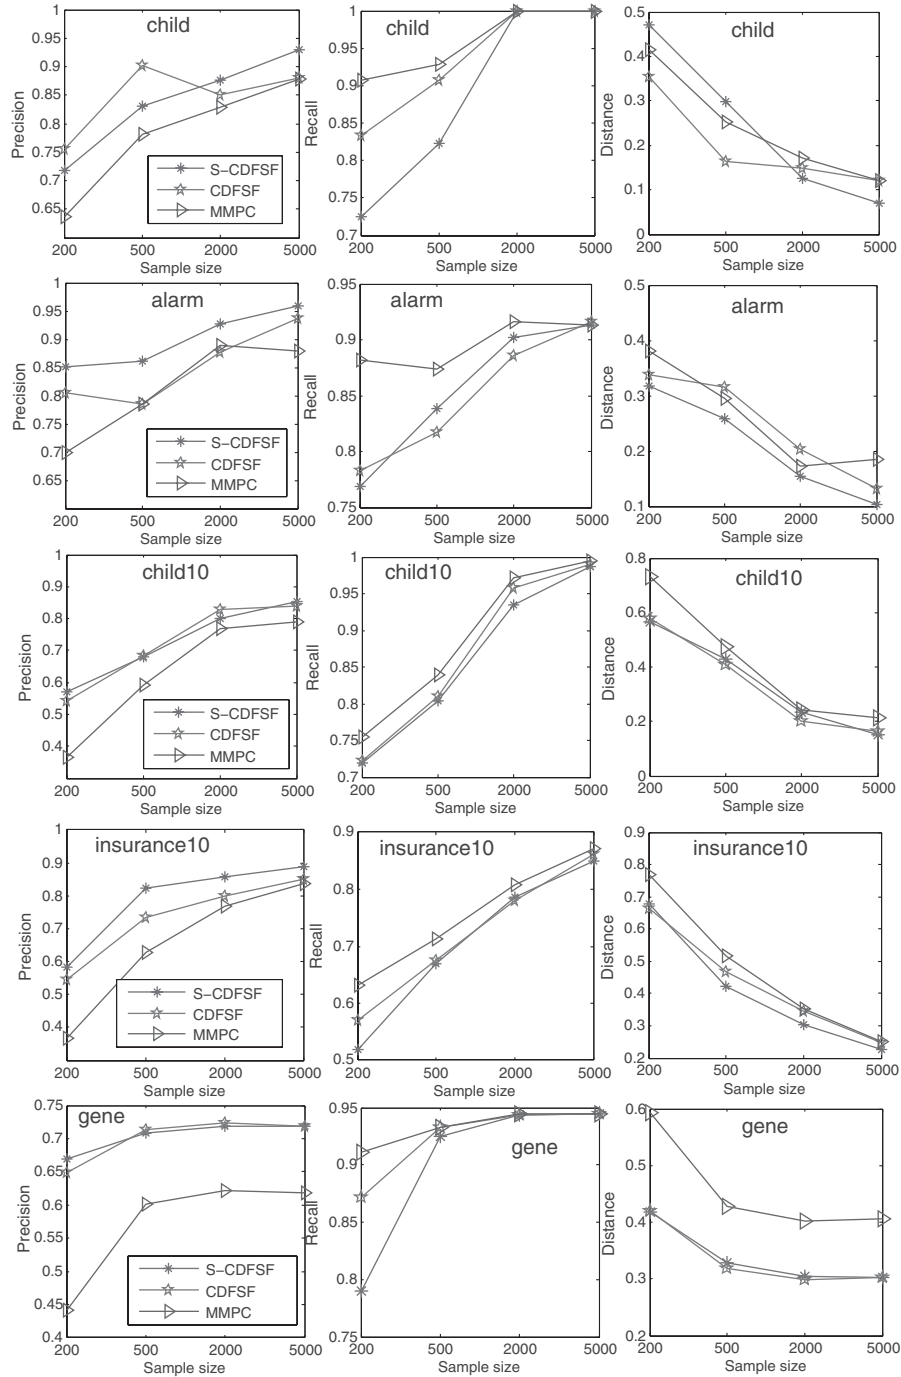 child
Precision
1
0.95
0.9
0.85
0.8
0.75
0.7
0.65
S-CDFSF
CDFSF
MMPC
200
500
2000
5000
Sample size
child
Recall
1
0.95
0.9
0.85
0.8
0.75
0.7
200
500
2000
5000
Sample size
child
Distance
0.5
0.4
0.3
0.2
0.1
0
200
500
2000
5000
Sample size
alarm
Precision
1
0.95
0.9
0.85
0.8
0.75
0.7
0.65
S-CDFSF
CDFSF
MMPC
200
500
2000
5000
Sample size
alarm
Recall
0.95
0.9
0.85
0.8
0.75
200
500
2000
5000
Sample size
alarm
Distance
0.5
0.4
0.3
0.2
0.1
200
500
2000
5000
Sample size
child10
Precision
1
0.9
0.8
0.7
0.6
0.5
0.4
S-CDFSF
CDFSF
MMPC
200
500
2000
5000
Sample size
child10
Recall
1
0.95
0.9
0.85
0.8
0.75
0.7
200
500
2000
5000
Sample size
child10
Distance
0.8
0.6
0.4
0.2
0
200
500
2000
5000
Sample size
insurance10
Precision
1
0.9
0.8
0.7
0.6
0.5
0.4
S-CDFSF
CDFSF
MMPC
200
500
2000
5000
Sample size
insurance10
Recall
0.9
0.8
0.7
0.6
0.5
200
500
2000
5000
Sample size
insurance10
Distance
0.9
0.8
0.7
0.6
0.5
0.4
0.3
0.2
200
500
2000
5000
Sample size
gene
Precision
0.75
0.7
0.65
0.6
0.55
0.5
0.45
0.4
S-CDFSF
CDFSF
MMPC
200
500
2000
5000
Sample size
gene
Recall
0.95
0.9
0.85
0.8
0.75
200
500
2000
5000
Sample size
gene
Distance
0.6
0.5
0.4
0.3
0.2
200
500
2000
5000
Sample size